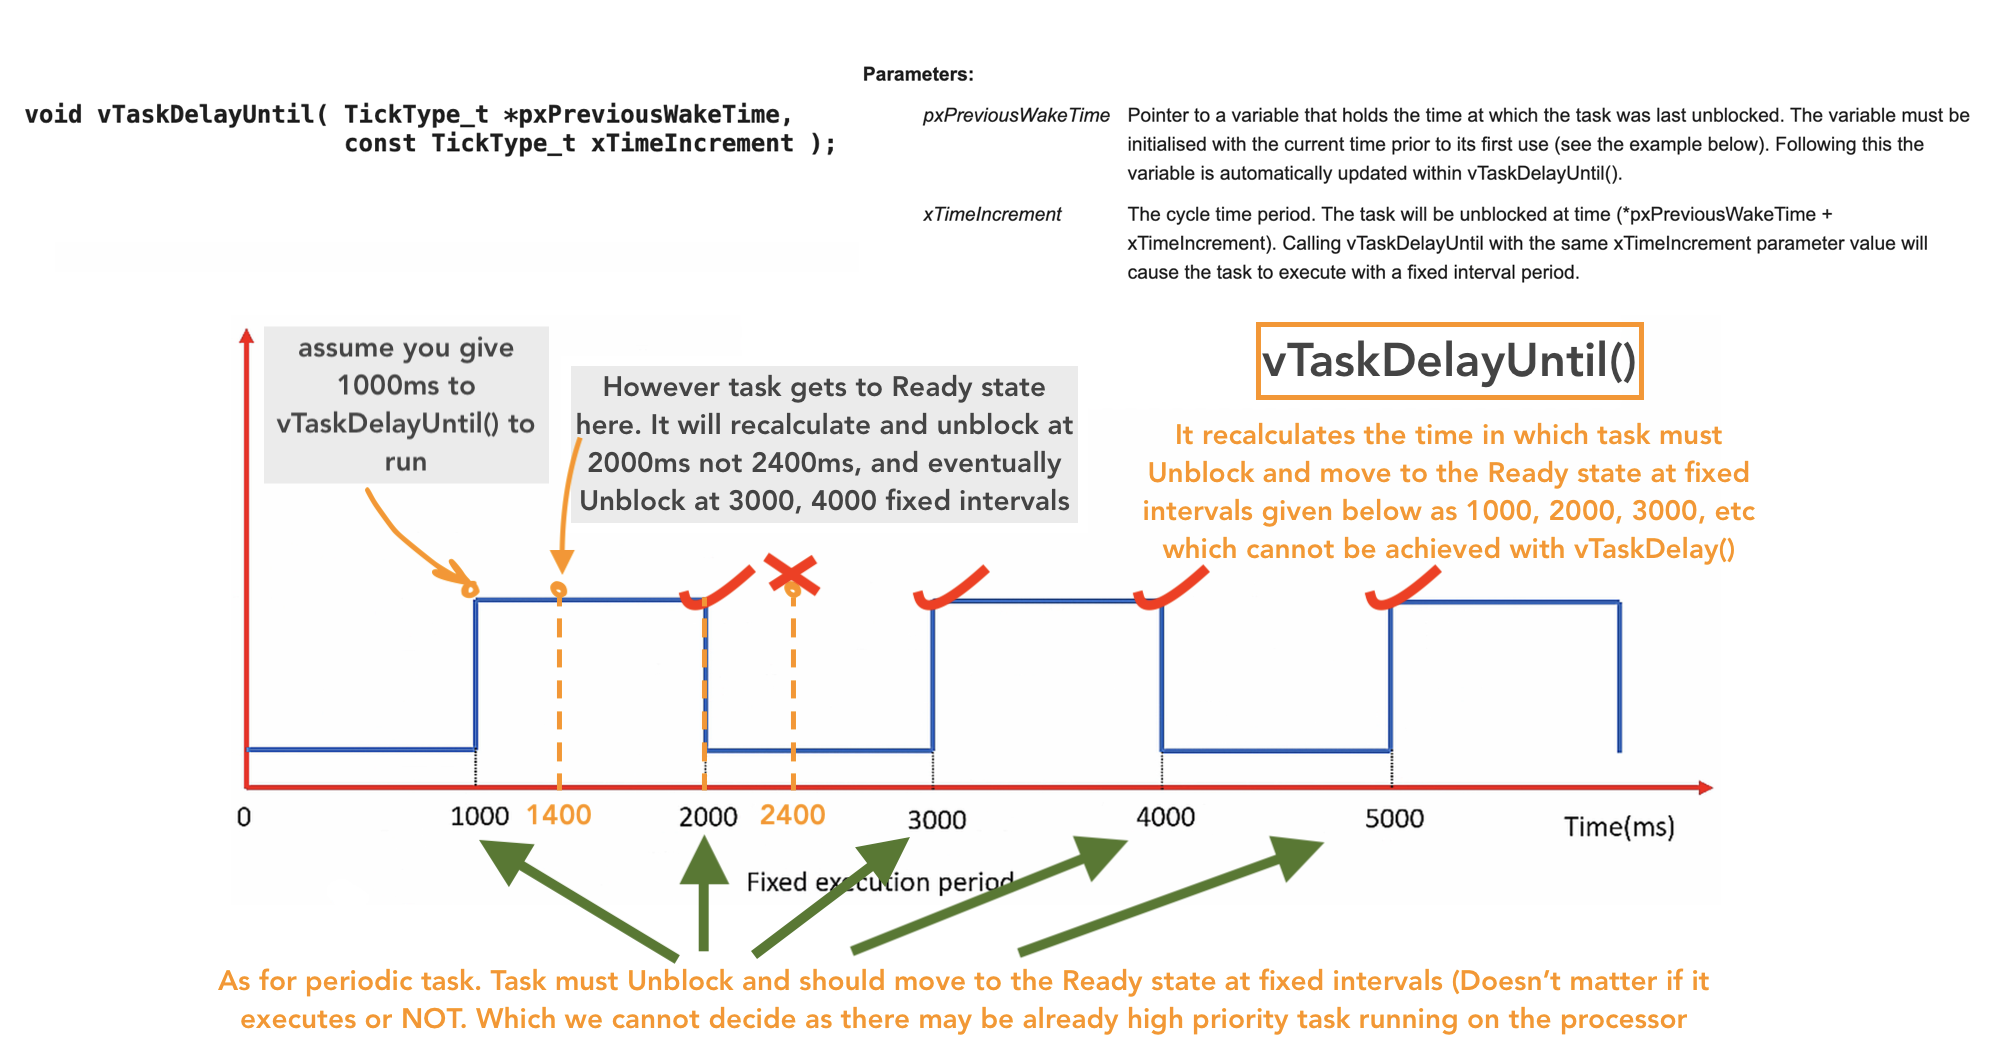 Parameters:
void vTaskDelayUntil( TickType_t *pxPreviousWakeTime,
const TickType_t xTimeIncrement );
pxPreviousWakeTime
Pointer to a variable that holds the time at which the task was last unblocked. The variable must be
initialised with the current time prior to its first use (see the example below). Following this the
variable is automatically updated within vTaskDelayUntil().
xTimeIncrement
The cycle time period. The task will be unblocked at time (*pxPreviousWakeTime +
xTimeIncrement). Calling vTaskDelayUntil with the same xTimeIncrement parameter value will
cause the task to execute with a fixed interval period.
assume you give
1000ms to
vTaskDelayUntil() to
run
However task gets to Ready state
here. It will recalculate and unblock at
2000ms not 2400ms, and eventually
Unblock at 3000, 4000 fixed intervals
vTaskDelayUntil()
It recalculates the time in which task must
Unblock and move to the Ready state at fixed
intervals given below as 1000, 2000, 3000, etc
which cannot be achieved with vTaskDelay()
0 1000 1400 2000 2400 3000 4000 5000 Time(ms)
Fixed execution period
As for periodic task. Task must Unblock and should move to the Ready state at fixed intervals (Doesn't matter if it
executes or NOT. Which we cannot decide as there may be already high priority task running on the processor